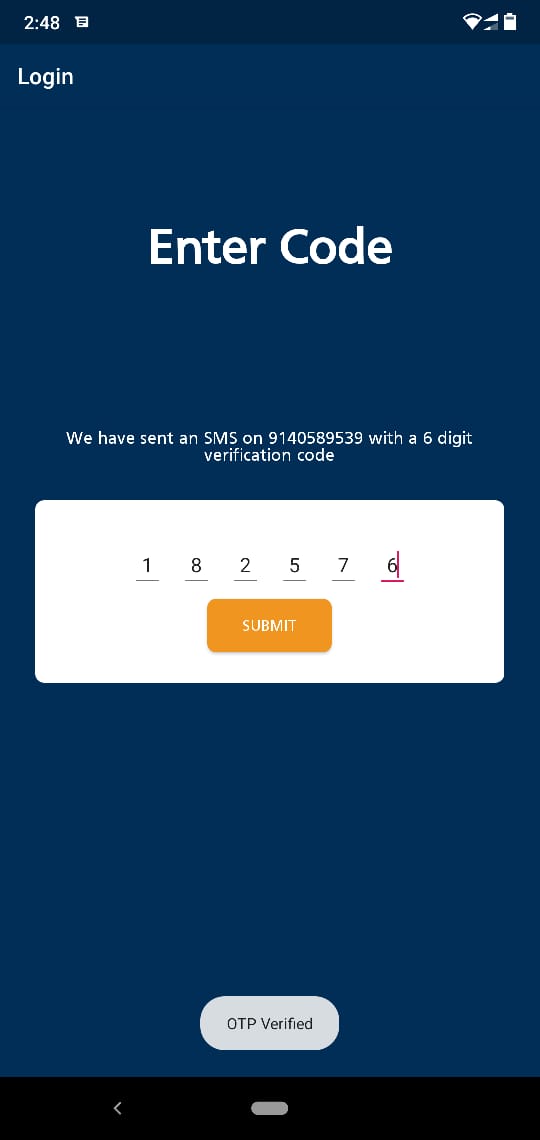 2:48
Login
Enter Code
We have sent an SMS on 9140589539 with a 6 digit
verification code
1 8 2 5 7 6
SUBMIT
OTP Verified